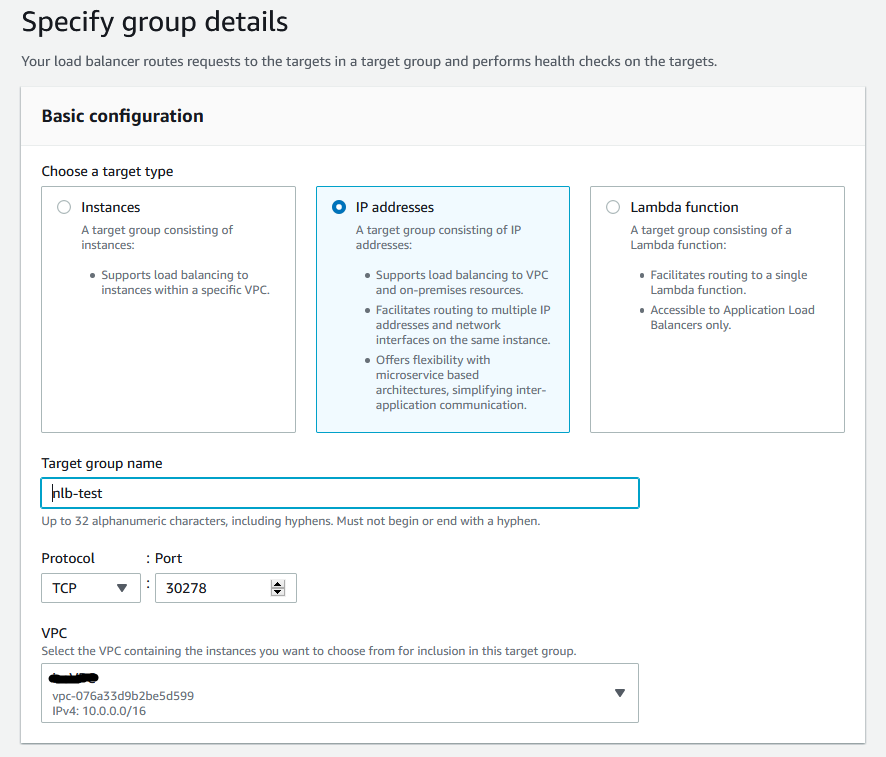 Specify group details
Your load balancer routes requests to the targets in a target group and performs health checks on the targets.
Basic configuration
Choose a target type
Instances
A target group consisting of
instances:
• Supports load balancing to
instances within a specific VPC.
IP addresses
A target group consisting of IP
addresses:
• Supports load balancing to VPC
and on-premises resources.
• Facilitates routing to multiple IP
addresses and network
interfaces on the same instance.
• Offers flexibility with
microservice based
architectures, simplifying inter-
application communication.
Lambda function
A target group consisting of a
Lambda function:
• Facilitates routing to a single
Lambda function.
• Accessible to Application Load
Balancers only.
Target group name
nlb-test
Up to 32 alphanumeric characters, including hyphens. Must not begin or end with a hyphen.
Protocol : Port
TCP : 30278
VPC
Select the VPC containing the instances you want to choose from for inclusion in this target group.
vpc-076a33d9b2be5d599
IPv4: 10.0.0.0/16